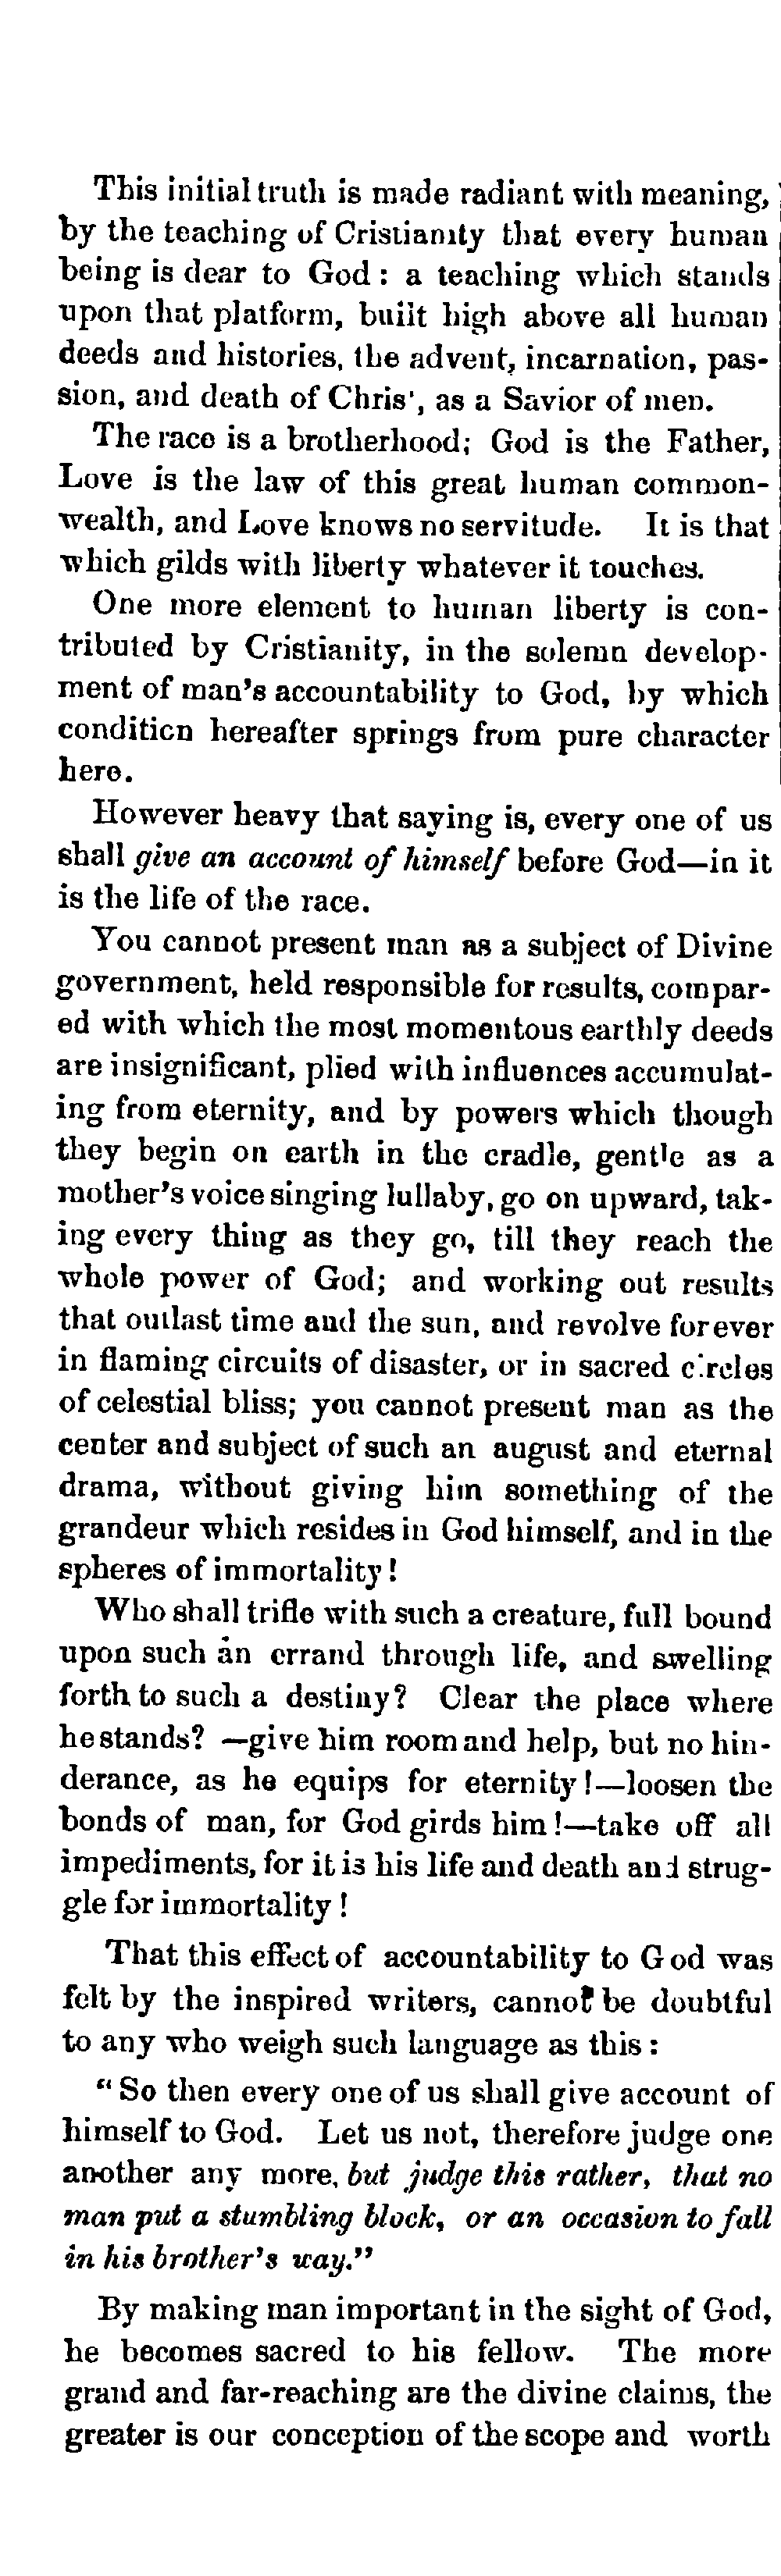 This initial truth is made radiant with meaning,
by the teaching of Cristianity that every human
being is dear to God : a teaching which stands
upon that platform, built high above all human
deeds and histories, the advent, incarnation, pas-
sion, and death of Chris', as a Savior of men.
The race is a brotherhood; God is the Father,
Love is the law of this great human common-
wealth, and Love knows no servitude. It is that
which gilds with liberty whatever it touches.
One more element to human liberty is con-
tributed by Cristianity, in the solemn develop-
ment of man's accountability to God, by which
condition hereafter springs from pure character
here.
However heavy that saying is, every one of us
shall give an account of himself before God—in it
is the life of the race.
You cannot present man as a subject of Divine
government, held responsible for results, compar-
ed with which the most momentous earthly deeds
are insignificant, plied with influences accumulat-
ing from eternity, and by powers which though
they begin on earth in the cradle, gentle as a
mother's voice singing lullaby, go on upward, tak-
ing every thing as they go, till they reach the
whole power of God; and working out results
that outlast time and the sun, and revolve forever
in flaming circuits of disaster, or in sacred circles
of celestial bliss; you cannot present man as the
center and subject of such an august and eternal
drama, without giving him something of the
grandeur which resides in God himself, and in the
spheres of immortality !
Who shall trifle with such a creature, full bound
upon such an errand through life, and swelling
forth to such a destiny? Clear the place where
he stands? —give him room and help, but no hin-
derance, as he equips for eternity !—loosen the
bonds of man, for God girds him !—take off all
impediments, for it is his life and death and strug-
gle for immortality !
That this effect of accountability to God was
felt by the inspired writers, cannot be doubtful
to any who weigh such language as this :
" So then every one of us shall give account of
himself to God. Let us not, therefore judge one
another any more, but judge this rather, that no
man put a stumbling block, or an occasion to fall
in his brother's way."
By making man important in the sight of God,
he becomes sacred to his fellow. The more
grand and far-reaching are the divine claims, the
greater is our conception of the scope and worth